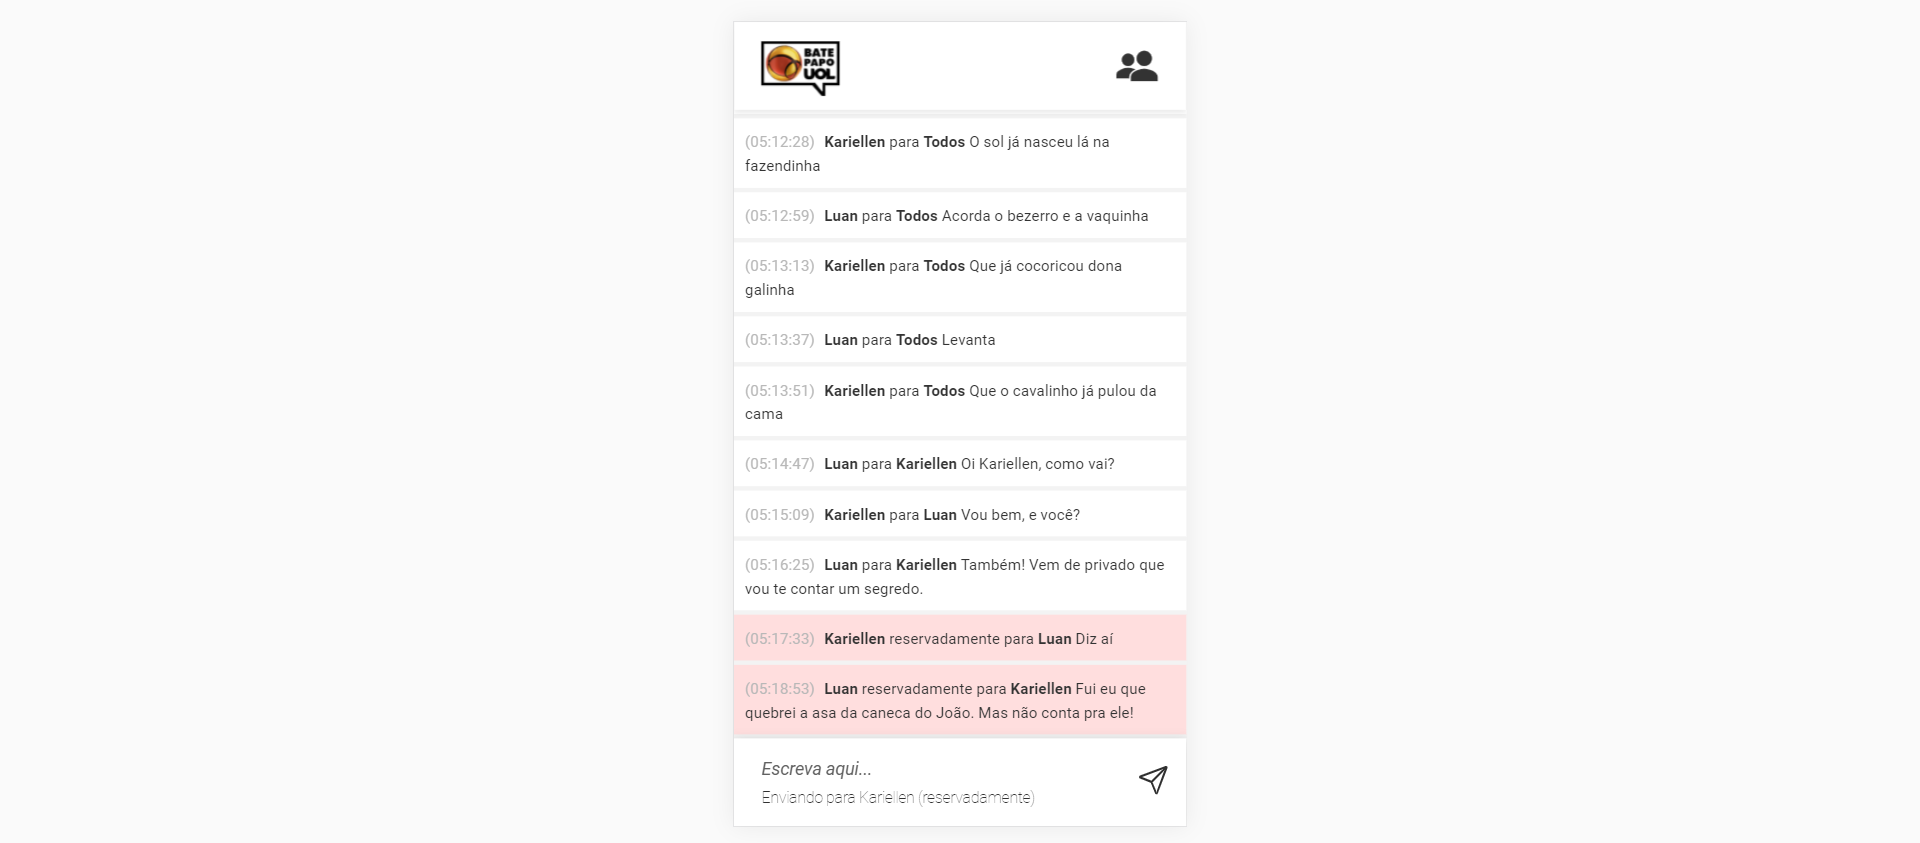 BATE
PAPO
UOL
(05:12:28) Kariellen para Todos O sol já nasceu lá na
fazendinha
(05:12:59) Luan para Todos Acorda o bezerro e a vaquinha
(05:13:13) Kariellen para Todos Que já cocoricou dona
galinha
(05:13:37) Luan para Todos Levanta
(05:13:51) Kariellen para Todos Que o cavalinho já pulou da
cama
(05:14:47) Luan para Kariellen Oi Kariellen, como vai?
(05:15:09) Kariellen para Luan Vou bem, e você?
(05:16:25) Luan para Kariellen Também! Vem de privado que
vou te contar um segredo.
(05:17:33) Kariellen reservadamente para Luan Diz aí
(05:18:53) Luan reservadamente para Kariellen Fui eu que
quebrei a asa da caneca do João. Mas não conta pra ele!
Escreva aqui...
Enviando para Kariellen (reservadamente)